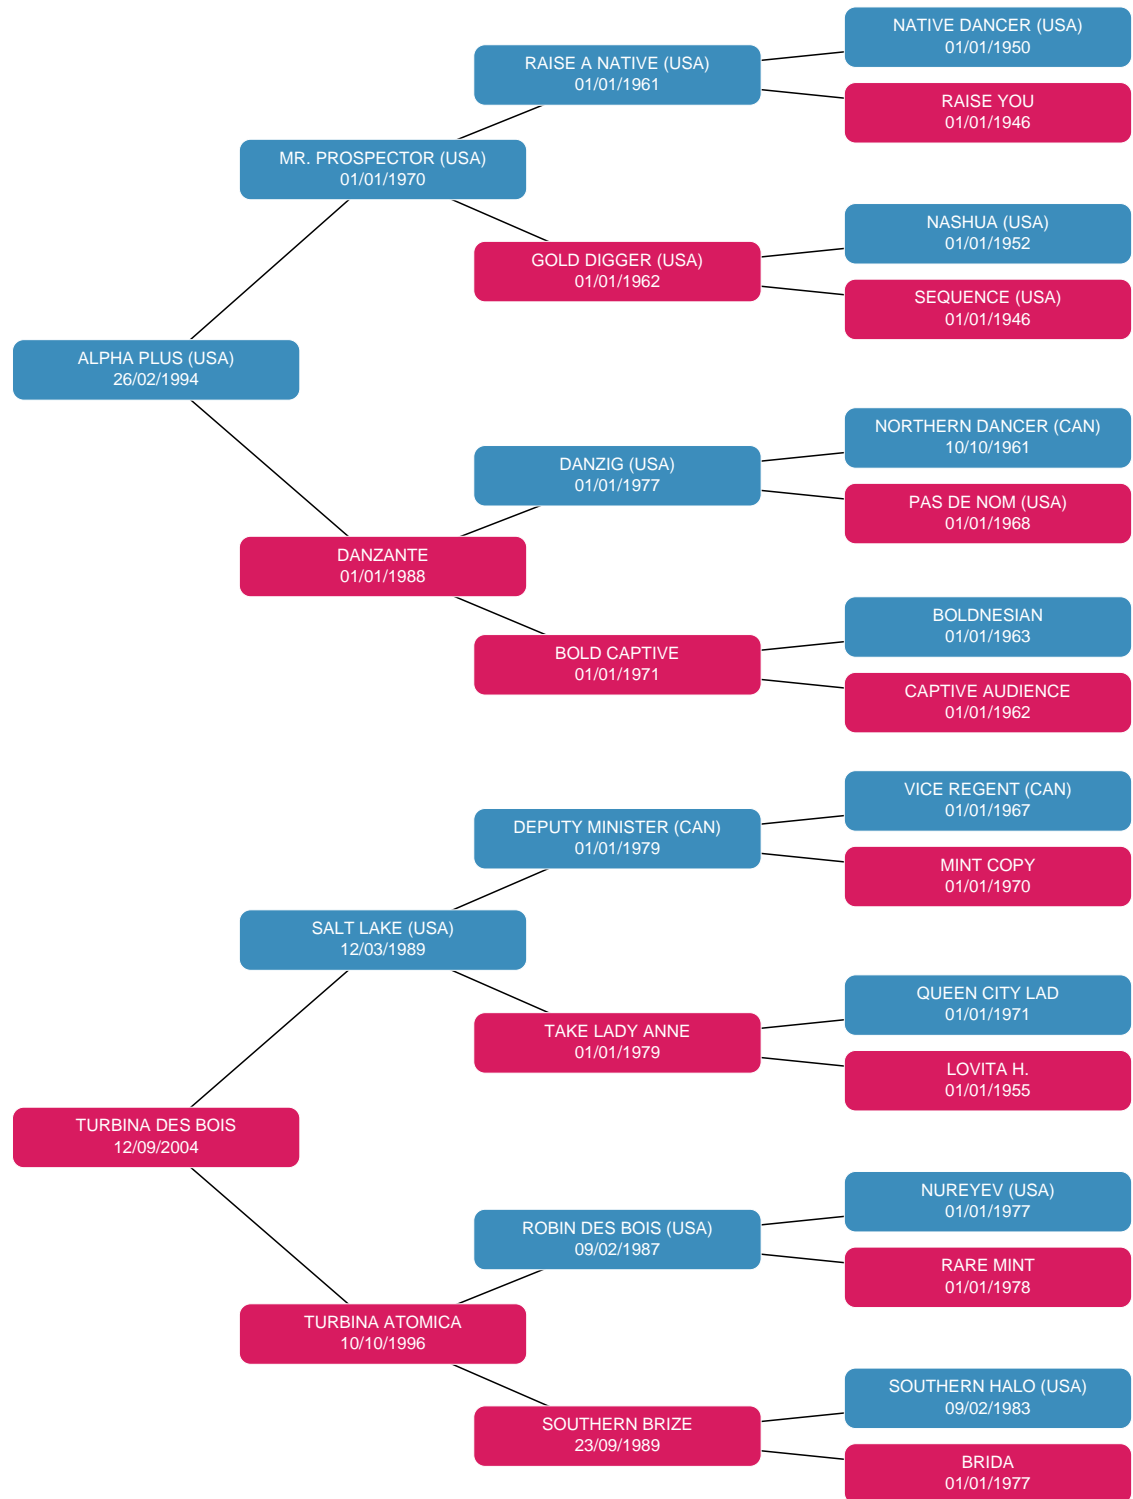 NATIVE DANCER (USA)
01/01/1950
RAISE A NATIVE (USA)
01/01/1961
RAISE YOU
01/01/1946
MR. PROSPECTOR (USA)
01/01/1970
NASHUA (USA)
01/01/1952
GOLD DIGGER (USA)
01/01/1962
SEQUENCE (USA)
01/01/1946
ALPHA PLUS (USA)
26/02/1994
NORTHERN DANCER (CAN)
10/10/1961
DANZIG (USA)
01/01/1977
PAS DE NOM (USA)
01/01/1968
DANZANTE
01/01/1988
BOLDNESIAN
01/01/1963
BOLD CAPTIVE
01/01/1971
CAPTIVE AUDIENCE
01/01/1962
VICE REGENT (CAN)
01/01/1967
DEPUTY MINISTER (CAN)
01/01/1979
MINT COPY
01/01/1970
SALT LAKE (USA)
12/03/1989
QUEEN CITY LAD
01/01/1971
TAKE LADY ANNE
01/01/1979
LOVITA H.
01/01/1955
TURBINA DES BOIS
12/09/2004
NUREYEV (USA)
01/01/1977
ROBIN DES BOIS (USA)
09/02/1987
RARE MINT
01/01/1978
TURBINA ATOMICA
10/10/1996
SOUTHERN HALO (USA)
09/02/1983
SOUTHERN BRIZE
23/09/1989
BRIDA
01/01/1977